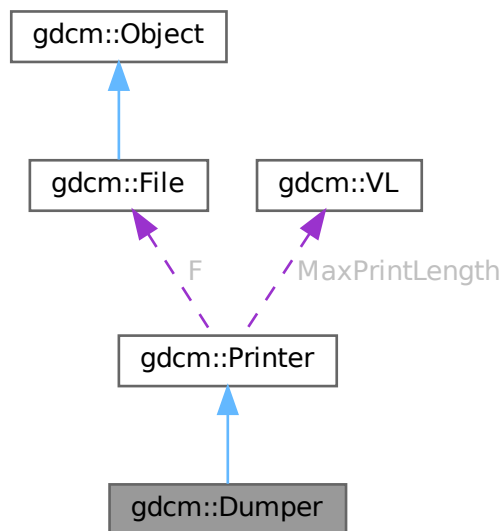 gdcm::Object
gdcm::File
gdcm::VL
F
MaxPrintLength
gdcm::Printer
gdcm::Dumper